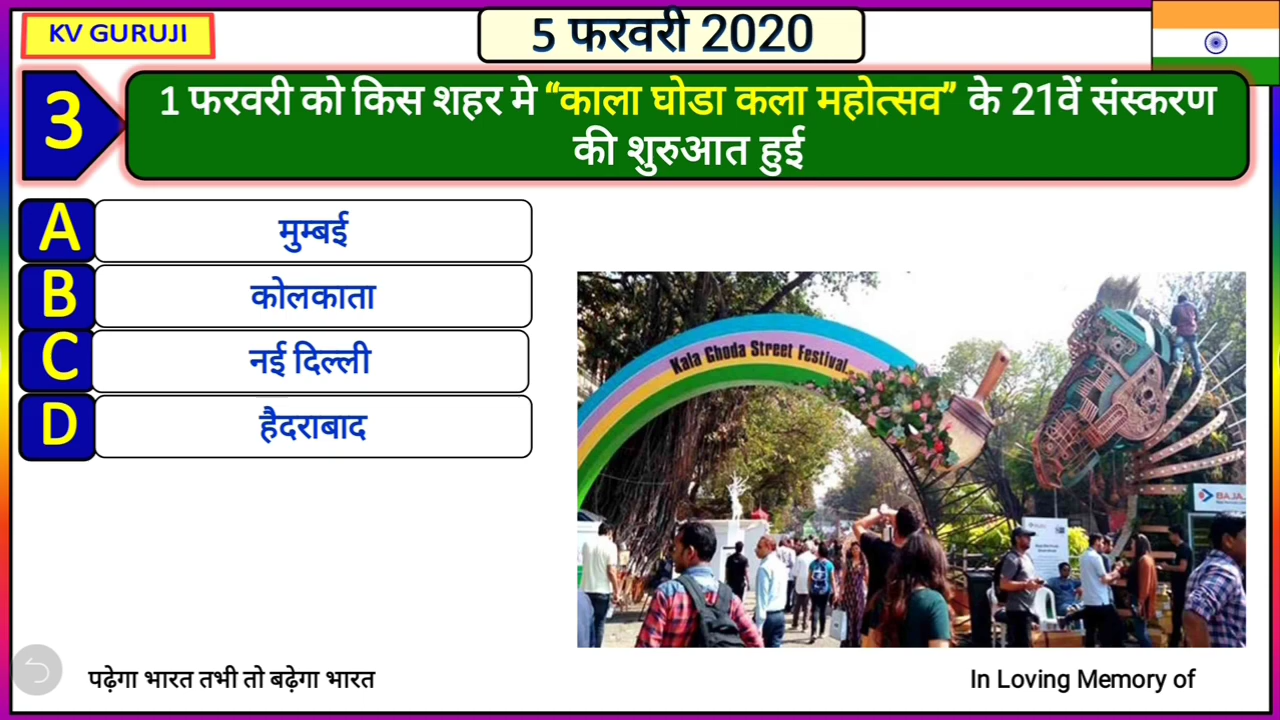 KV GURUJI
5 फरवरी 2020
3
1 फरवरी को किस शहर मे “काला घोडा कला महोत्सव” के 21वें संस्करण
की शुरुआत हुई
A मुम्बई
B कोलकाता
C नई दिल्ली
D हैदराबाद
Kala Ghoda Street Festival
BAJAJ
पढ़ेगा भारत तभी तो बढ़ेगा भारत
In Loving Memory of